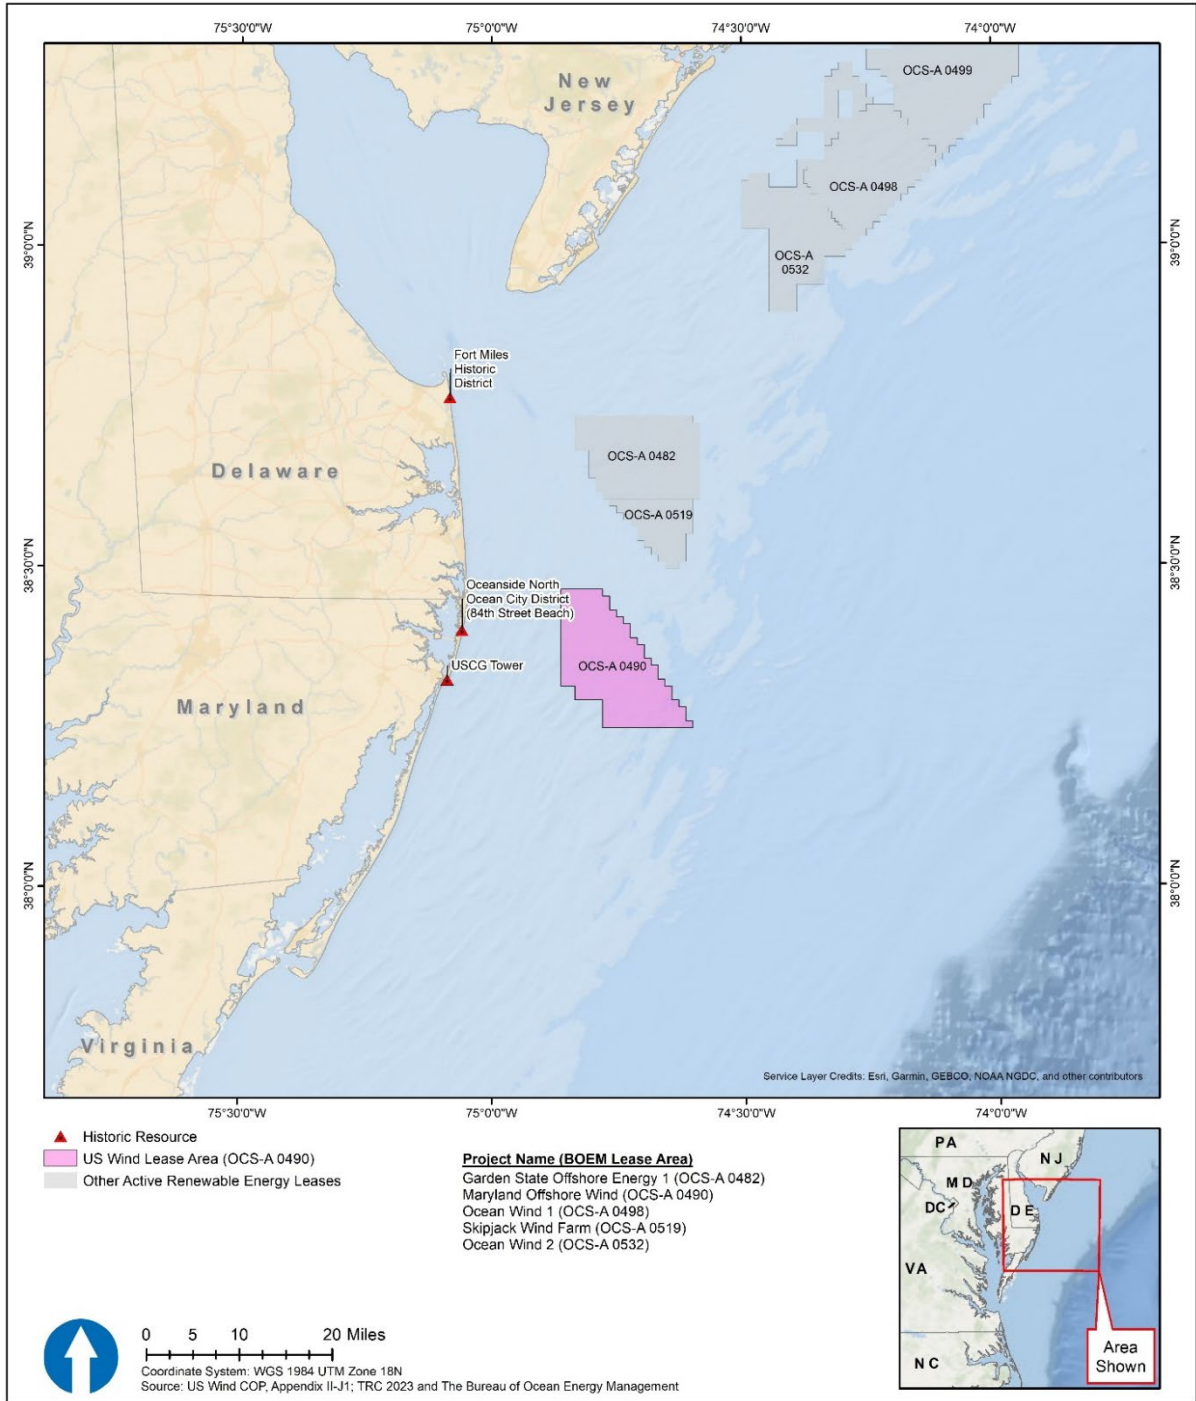 75°30'0"W 75°0'0"W 74°30'0"W 74°0'0"W
OCS-A 0499
New
Jersey
OCS-A 0498
39°0'0"N
39°0'0"N
OCS-A
0532
Fort Miles
Historic
District
Delaware
OCS-A 0482
OCS-A 0519
38°30'0"N
38°30'0"N
Oceanside North
Ocean City District
(84th Street Beach)
USCG Tower
OCS-A 0490
Maryland
38°0'0"N
38°0'0"N
Virginia
Service Layer Credits: Esri, Garmin, GEBCO, NOAA NGDC, and other contributors
75°30'0"W 75°0'0"W 74°30'0"W 74°0'0"W
Historic Resource
US Wind Lease Area (OCS-A 0490)
Other Active Renewable Energy Leases
Project Name (BOEM Lease Area)
Garden State Offshore Energy 1 (OCS-A 0482)
Maryland Offshore Wind (OCS-A 0490)
Ocean Wind 1 (OCS-A 0498)
Skipjack Wind Farm (OCS-A 0519)
Ocean Wind 2 (OCS-A 0532)
PA
NJ
MD
DC
DE
VA
NC
Area
Shown
0 5 10 20 Miles
Coordinate System: WGS 1984 UTM Zone 18N
Source: US Wind COP, Appendix II-J1; TRC 2023 and The Bureau of Ocean Energy Management